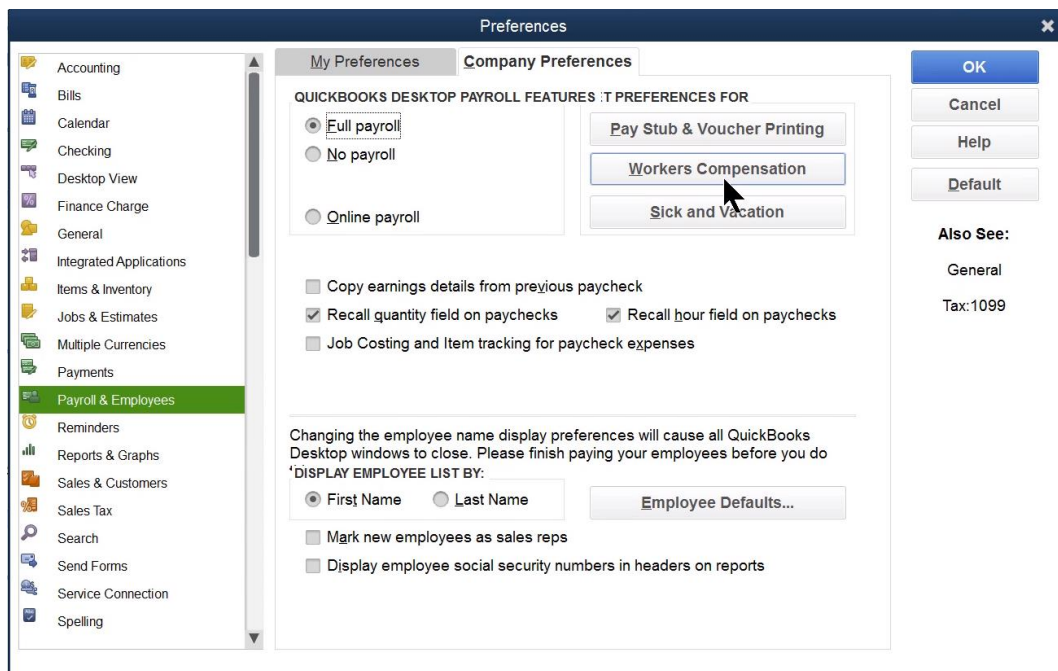 Preferences
Accounting
Bills
Calendar
Checking
Desktop View
Finance Charge
General
Integrated Applications
Items & Inventory
Jobs & Estimates
Multiple Currencies
Payments
Payroll & Employees
Reminders
Reports & Graphs
Sales & Customers
Sales Tax
Search
Send Forms
Service Connection
Spelling
My Preferences
Company Preferences
QUICKBOOKS DESKTOP PAYROLL FEATURES
Full payroll
No payroll
Online payroll
T PREFERENCES FOR
Pay Stub & Voucher Printing
Workers Compensation
Sick and Vacation
Copy earnings details from previous paycheck
Recall quantity field on paychecks
Recall hour field on paychecks
Job Costing and Item tracking for paycheck expenses
Changing the employee name display preferences will cause all QuickBooks
Desktop windows to close. Please finish paying your employees before you do
DISPLAY EMPLOYEE LIST BY:
First Name
Last Name
Employee Defaults...
Mark new employees as sales reps
Display employee social security numbers in headers on reports
OK
Cancel
Help
Default
Also See:
General
Tax:1099